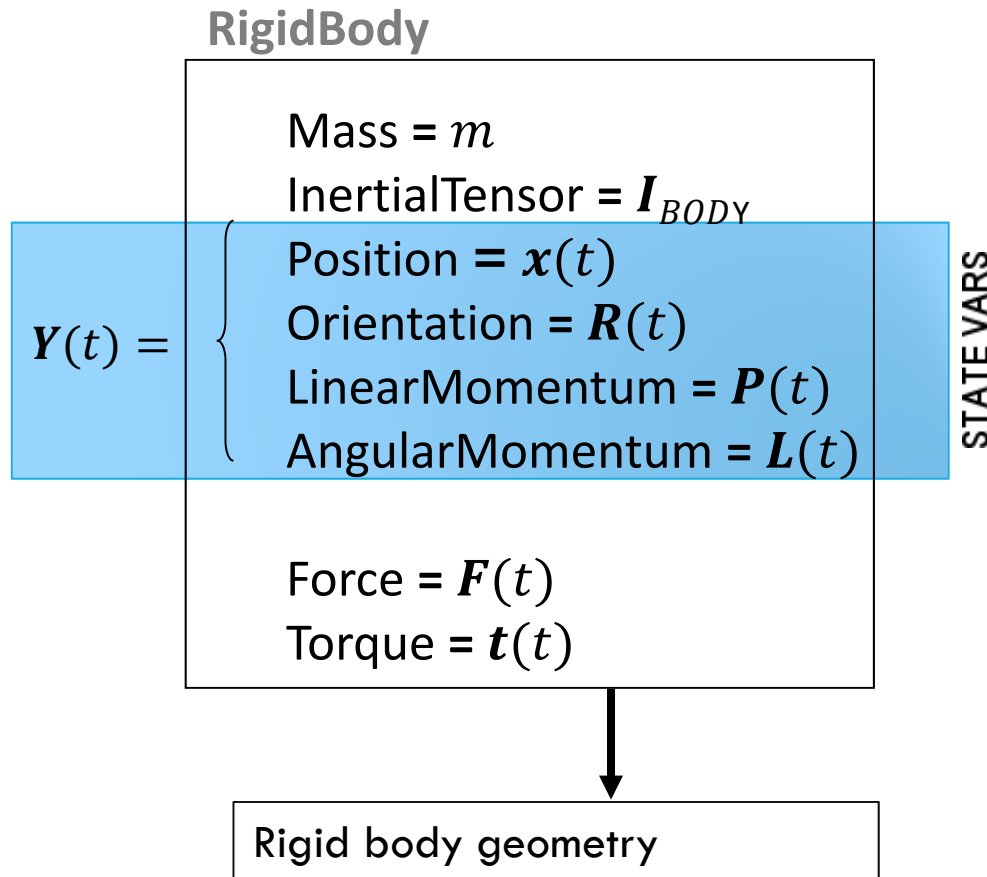 RigidBody
Mass = m
InertialTensor = I_BODY
Position = x(t)
Orientation = R(t)
Y(t) =
LinearMomentum = P(t)
AngularMomentum = L(t)
STATE VARS
Force = F(t)
Torque = t(t)
Rigid body geometry